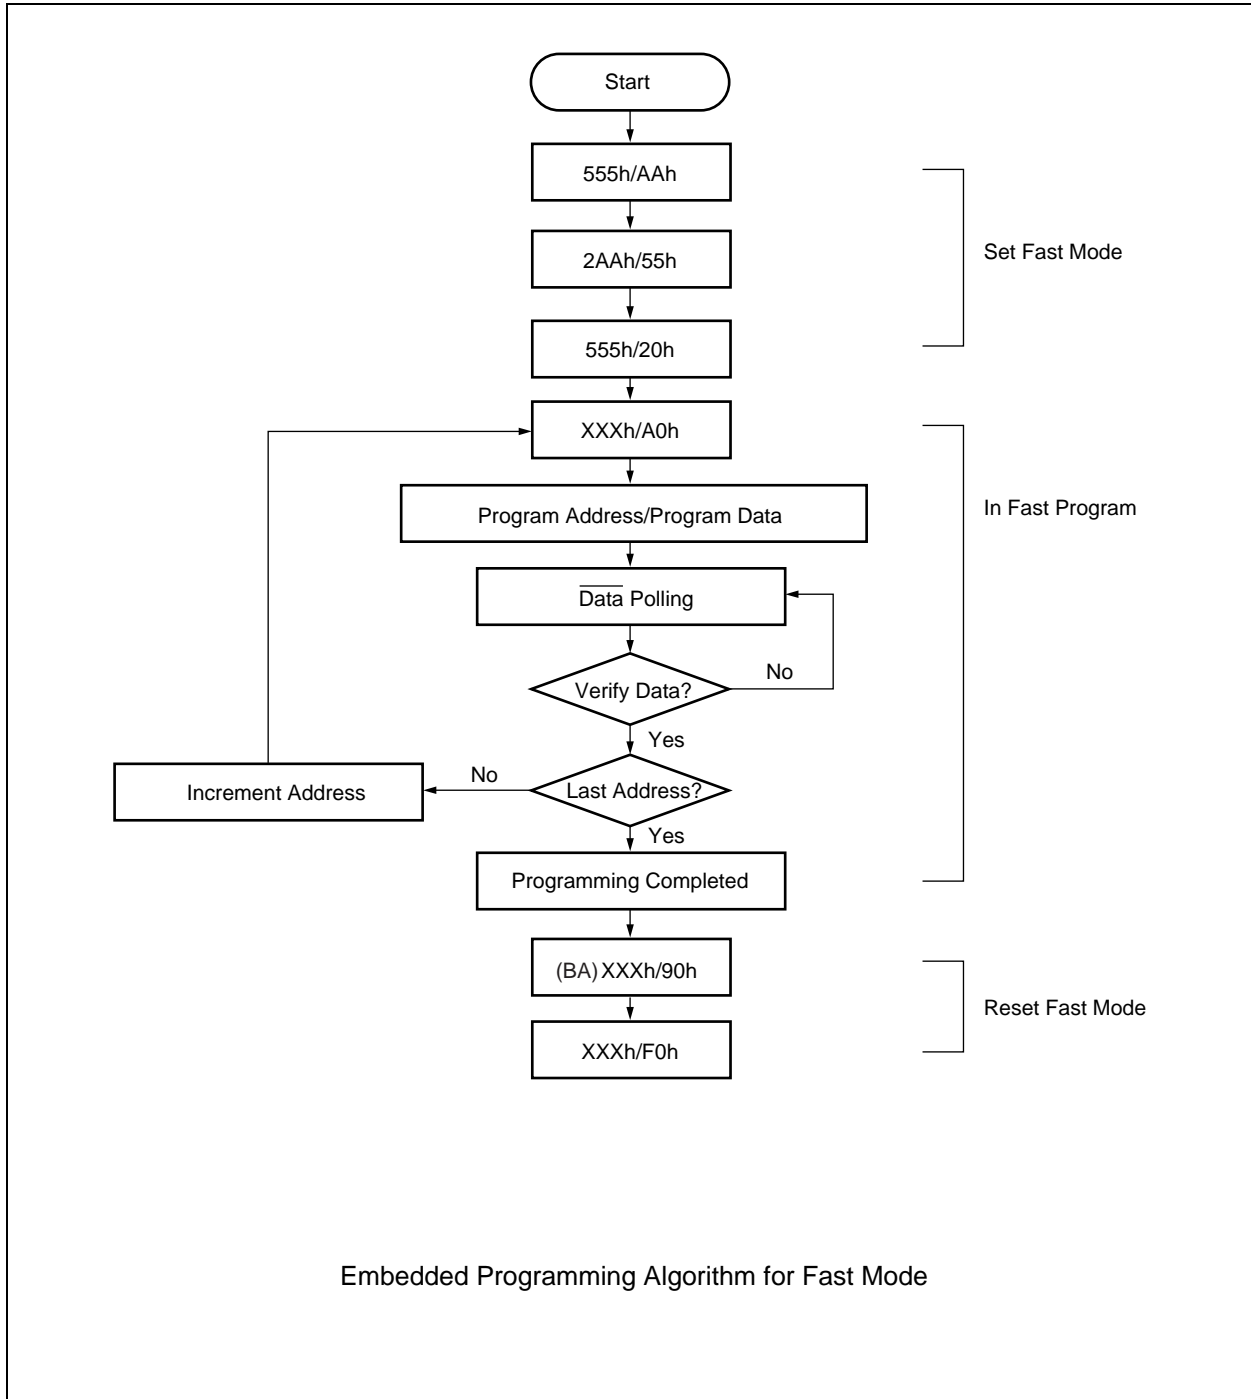 Start
555h/AAh
2AAh/55h
Set Fast Mode
555h/20h
XXXh/A0h
Program Address/Program Data
In Fast Program
Data Polling
Verify Data?
No
Yes
Increment Address
No
Last Address?
Yes
Programming Completed
(BA) XXXh/90h
Reset Fast Mode
XXXh/F0h
Embedded Programming Algorithm for Fast Mode